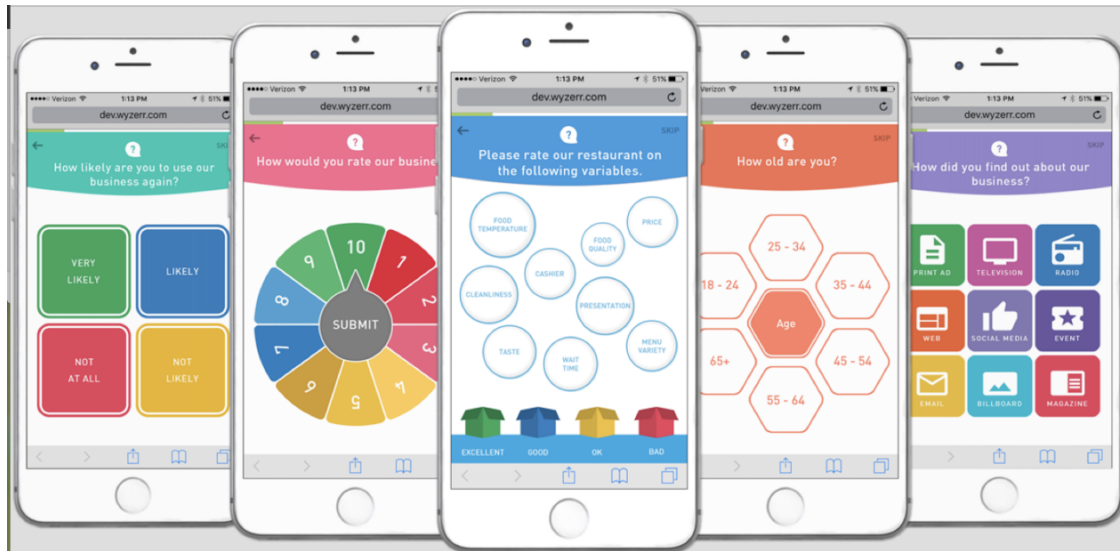 Verizon 1:13 PM 51%
dev.wyzerr.com
How likely are you to use our
business again?
VERY
LIKELY
LIKELY
NOT
AT ALL
NOT
LIKELY
Verizon 1:13 PM
dev.wyzerr.com
How would you rate our busine
10
1
2
3
4
5
6
7
8
9
SUBMIT
Verizon 1:13 PM 51%
dev.wyzerr.com
SKIP
Please rate our restaurant on
the following variables.
FOOD
TEMPERATURE
PRICE
FOOD
QUALITY
CASHIER
CLEANLINESS
PRESENTATION
TASTE
WAIT
TIME
MENU
VARIETY
EXCELLENT GOOD OK BAD
Verizon 1:13 PM 51%
dev.wyzerr.com
SKIP
How old are you?
25 - 34
18 - 24
35 - 44
Age
65+
45 - 54
55 - 64
Verizon 1:13 PM 51%
dev.wyzerr.com
SKIP
How did you find out about our
business?
PRINT AD TELEVISION RADIO
WEB SOCIAL MEDIA EVENT
EMAIL BILLBOARD MAGAZINE